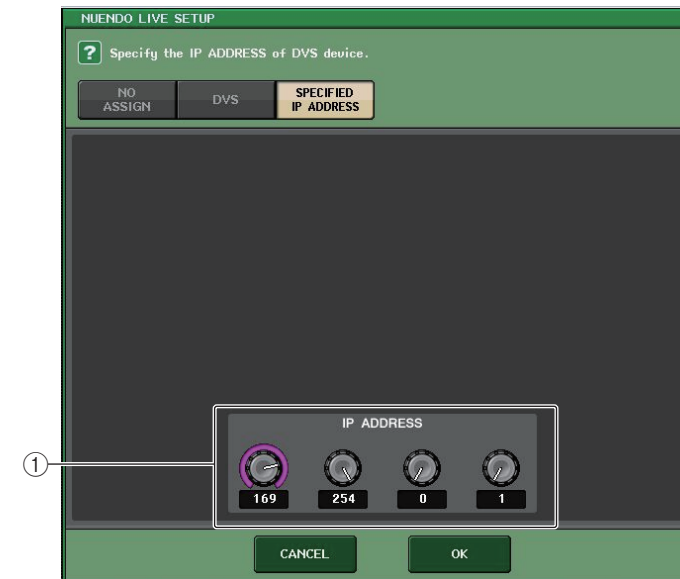 NUENDO LIVE SETUP
? Specify the IP ADDRESS of DVS device.
NO ASSIGN
DVS
SPECIFIED IP ADDRESS
IP ADDRESS
①
169 254 0 1
CANCEL OK